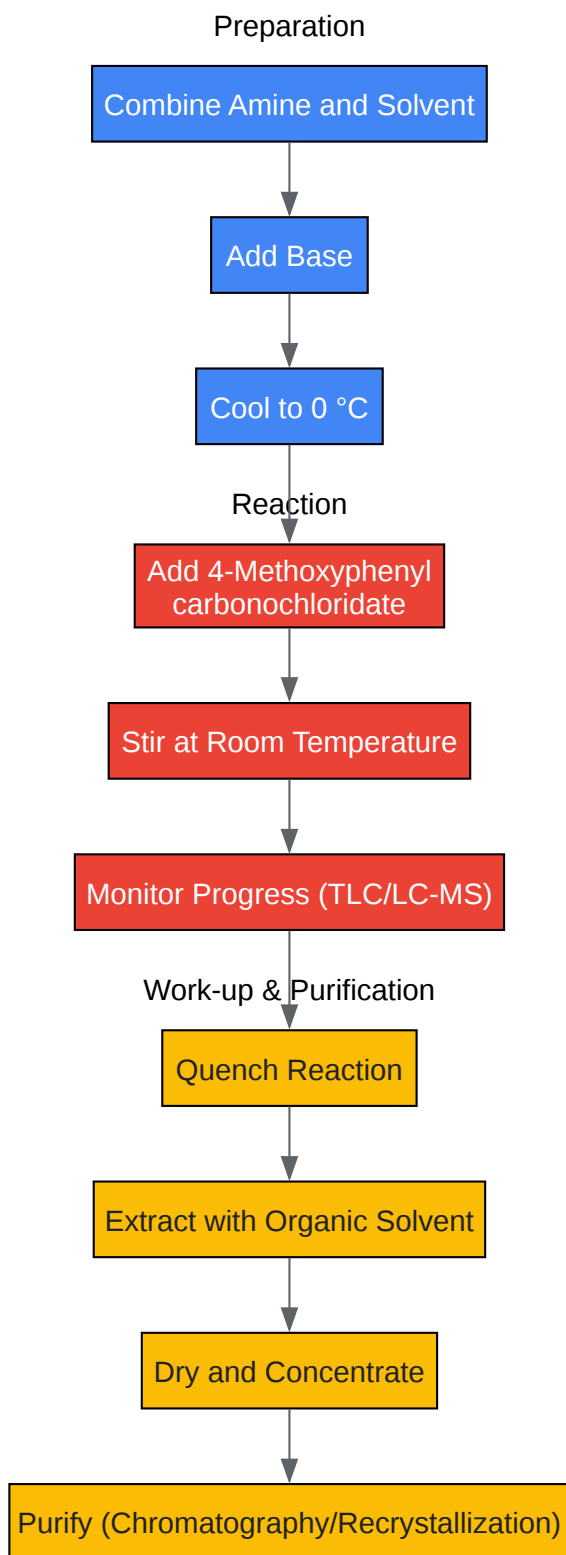 Preparation
Combine Amine and Solvent
Add Base
Cool to 0 °C
Reaction
Add 4-Methoxyphenyl
carbonochloridate
Stir at Room Temperature
Monitor Progress (TLC/LC-MS)
Work-up & Purification
Quench Reaction
Extract with Organic Solvent
Dry and Concentrate
Purify (Chromatography/Recrystallization)